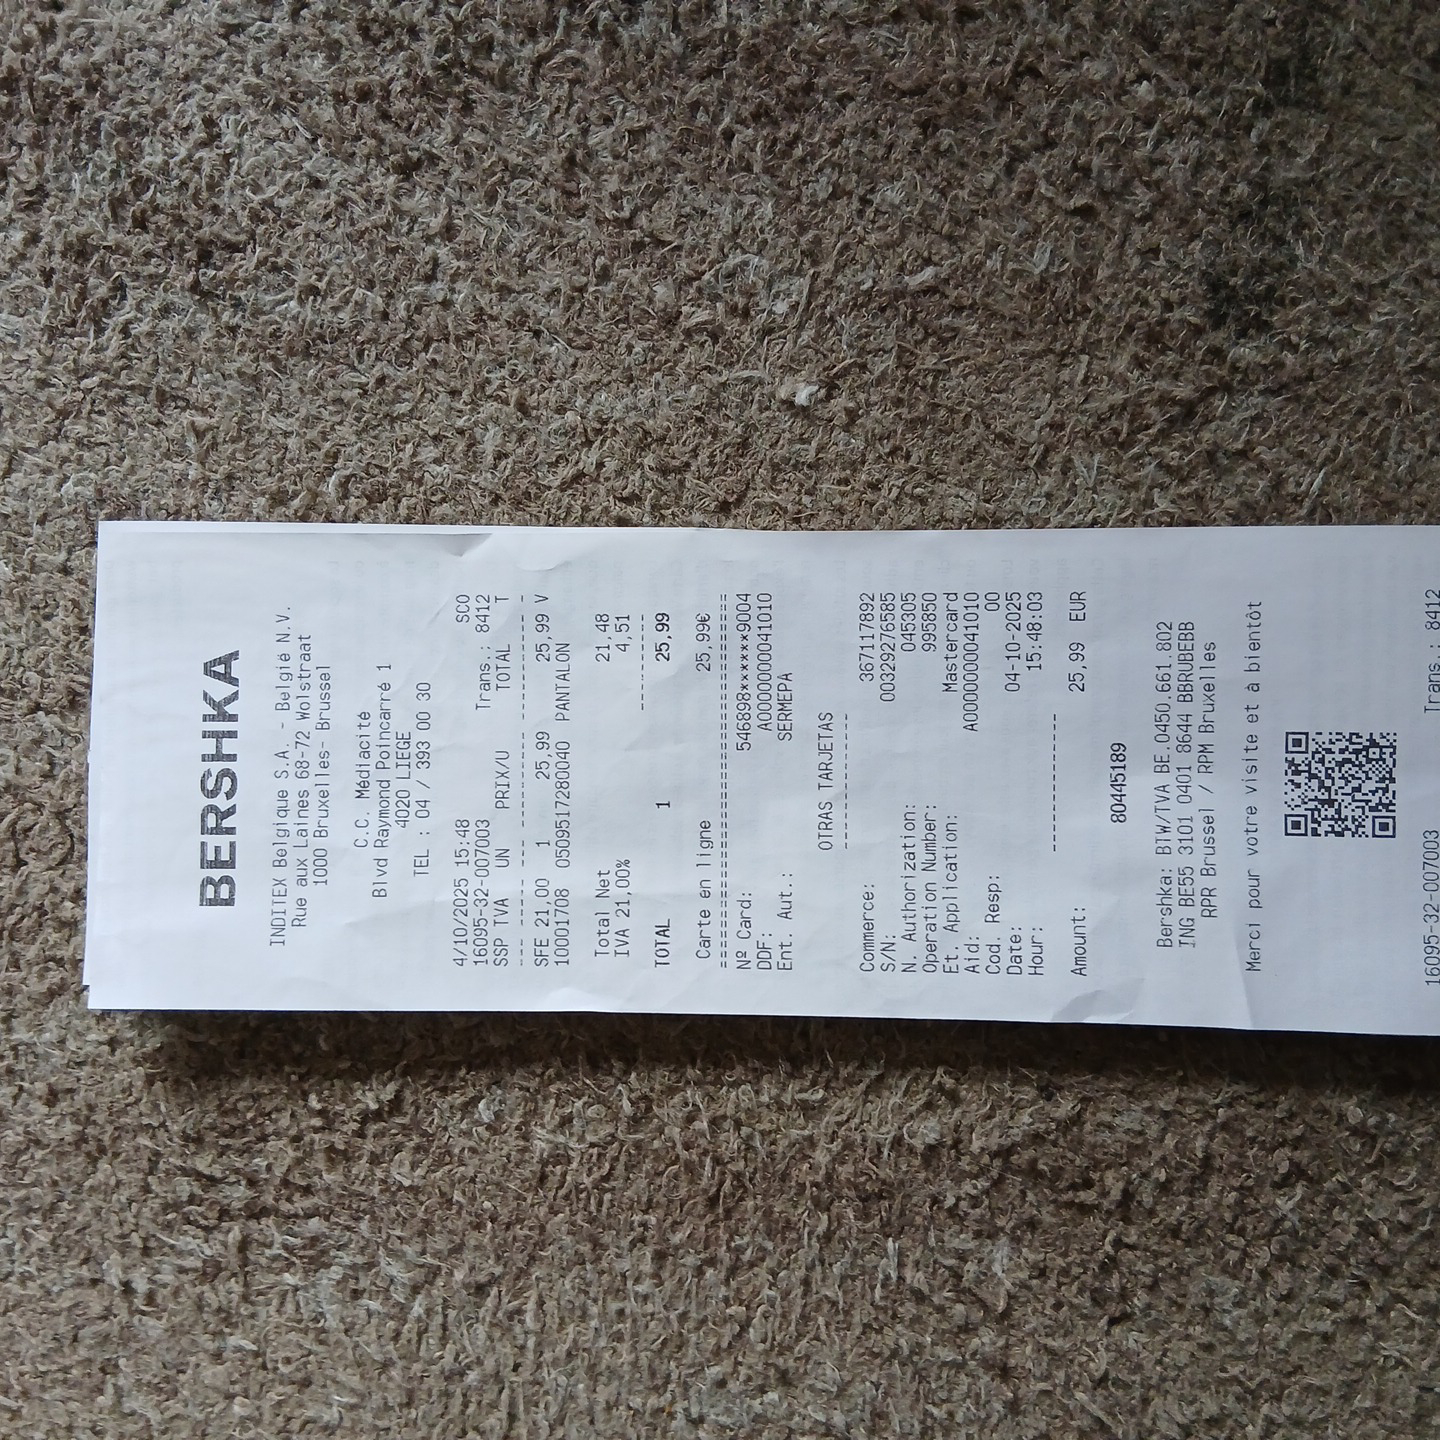 BERSHKA
INDITEX Belgique S.A. - België N.V.
Rue aux Laines 68-72 Wolstraat
1000 Bruxelles- Brussel
C.C. Médiacité
Blvd Raymond Poincarré 1
4020 LIEGE
TEL : 04 / 393 00 30
4/10/2025 15:48 SCO
16095-32-007003 Trans.: 8412
SSP TVA UN PRIX/U TOTAL T
SFE 21,00 1 25,99 25,99 V
10001708 05095172800040 PANTALON
Total Net 21,48
IVA 21,00% 4,51
TOTAL 1 25,99
Carte en ligne 25,99€
Nº Card: 546898******9004
DDF: A0000000041010
Ent. Aut.: SERMEPA
OTRAS TARJETAS
Commerce: 367117892
S/N: 00329276585
N. Authorization: 045305
Operation Number: 995850
Et. Application: Mastercard
Aid: A0000000041010
Cod. Resp: 00
Date: 04-10-2025
Hour: 15:48:03
Amount: 25,99 EUR
80445189
Bershka: BTW/TVA BE.0450.661.802
ING BE55 3101 0401 8644 BBRUBEBB
RPR Brussel / RPM Bruxelles
Merci pour votre visite et à bientôt
16095-32-007003 Trans.: 8412